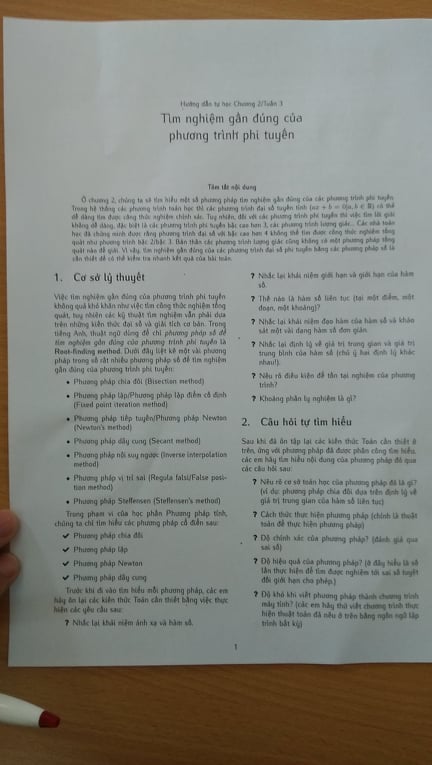 Hướng dẫn tự học Chương 2/Tuần 3
Tìm nghiệm gần đúng của
phương trình phi tuyến
Tóm tắt nội dung
Ở chương 2, chúng ta sẽ tìm hiểu một số phương pháp tìm nghiệm gần đúng của các phương trình phi tuyến.
Trong hệ thống các phương trình toán học thì các phương trình đại số tuyến tính (ax + b = 0|a, b ∈ ℝ) có thể
dễ dàng tìm được công thức nghiệm chính xác. Tuy nhiên, đối với các phương trình phi tuyến thì việc tìm lời giải
không dễ dàng, đặc biệt là các phương trình phi tuyến bậc cao hơn 3, các phương trình lượng giác... Các nhà toán
học đã chứng minh được rằng phương trình đại số với bậc cao hơn 4 không thể tìm được công thức nghiệm tổng
quát như phương trình bậc 2/bậc 3. Bản thân các phương trình lượng giác cũng không có một phương pháp tổng
quát nào để giải. Vì vậy, tìm nghiệm gần đúng của các phương trình đại số phi tuyến bằng các phương pháp số là
cần thiết để có thể kiểm tra nhanh kết quả của bài toán.
1. Cơ sở lý thuyết
Việc tìm nghiệm gần đúng của phương trình phi tuyến
không quá khó khăn như việc tìm công thức nghiệm tổng
quát, tuy nhiên các kỹ thuật tìm nghiệm vẫn phải dựa
trên những kiến thức đại số và giải tích cơ bản. Trong
tiếng Anh, thuật ngữ dùng để chỉ phương pháp số để
tìm nghiệm gần đúng của phương trình phi tuyến là
Root-finding method. Dưới đây liệt kê một vài phương
pháp trong số rất nhiều phương pháp số để tìm nghiệm
gần đúng của phương trình phi tuyến:
• Phương pháp chia đôi (Bisection method)
• Phương pháp lặp/Phương pháp lặp điểm cố định
(Fixed point iteration method)
• Phương pháp tiếp tuyến/Phương pháp Newton
(Newton's method)
• Phương pháp dây cung (Secant method)
• Phương pháp nội suy ngược (Inverse interpolation
method)
• Phương pháp vị trí sai (Regula falsi/False posi-
tion method)
• Phương pháp Steffensen (Steffensen's method)
Trong phạm vi của học phần Phương pháp tính,
chúng ta chỉ tìm hiểu các phương pháp cổ điển sau:
✔ Phương pháp chia đôi
✔ Phương pháp lặp
✔ Phương pháp Newton
✔ Phương pháp dây cung
Trước khi đi vào tìm hiểu mỗi phương pháp, các em
hãy ôn lại các kiến thức Toán cần thiết bằng việc thực
hiện các yêu cầu sau:
? Nhắc lại khái niệm ánh xạ và hàm số.
? Nhắc lại khái niệm giới hạn và giới hạn của hàm
số.
? Thế nào là hàm số liên tục (tại một điểm, một
đoạn, một khoảng)?
? Nhắc lại khái niệm đạo hàm của hàm số và khảo
sát một vài dạng hàm số đơn giản.
? Nhắc lại định lý về giá trị trung gian và giá trị
trung bình của hàm số (chú ý hai định lý khác
nhau!).
? Nêu rõ điều kiện để tồn tại nghiệm của phương
trình?
? Khoảng phân ly nghiệm là gì?
2. Câu hỏi tự tìm hiểu
Sau khi đã ôn tập lại các kiến thức Toán cần thiết ở
trên, ứng với phương pháp đã được phân công tìm hiểu,
các em hãy tìm hiểu nội dung của phương pháp đó qua
các câu hỏi sau:
? Nêu rõ cơ sở toán học của phương pháp đó là gì?
(ví dụ: phương pháp chia đôi dựa trên định lý về
giá trị trung gian của hàm số liên tục)
? Cách thức thực hiện phương pháp (chính là thuật
toán để thực hiện phương pháp)
? Độ chính xác của phương pháp? (đánh giá qua
sai số)
? Độ hiệu quả của phương pháp? (ở đây hiểu là số
lần thực hiện để tìm được nghiệm tới sai số tuyệt
đối giới hạn cho phép.)
? Độ khó khi viết phương pháp thành chương trình
máy tính? (các em hãy thử viết chương trình thực
hiện thuật toán đã nêu ở trên bằng ngôn ngữ lập
trình bất kỳ)
1